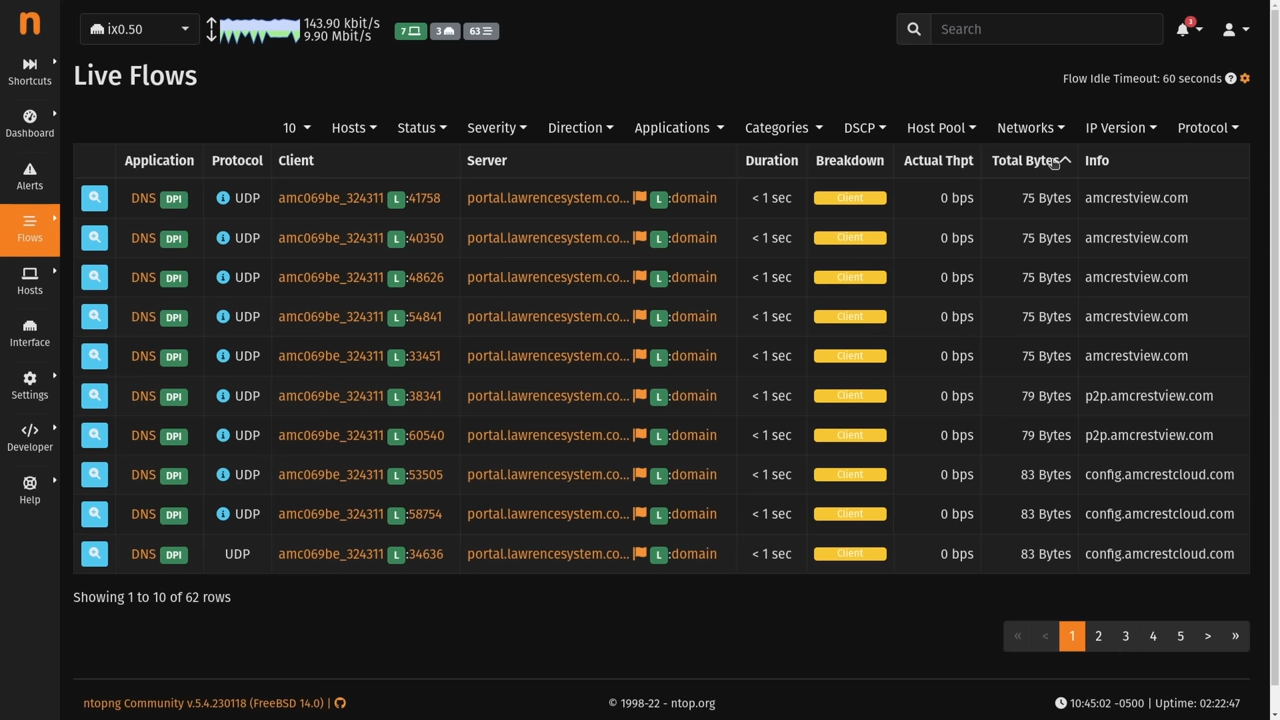 n
ix0.50
143.90 kbit/s
9.90 Mbit/s
7
3
63
Search
3
Shortcuts
Dashboard
Alerts
Flows
Hosts
Interface
Settings
Developer
Help
Live Flows
Flow Idle Timeout: 60 seconds
10 Hosts Status Severity Direction Applications Categories DSCP Host Pool Networks IP Version Protocol
Application Protocol Client Server Duration Breakdown Actual Thpt Total Bytes Info
DNS DPI UDP amc069be_324311 L :41758 portal.lawrencesystem.co... L :domain < 1 sec Client 0 bps 75 Bytes amcrestview.com
DNS DPI UDP amc069be_324311 L :40350 portal.lawrencesystem.co... L :domain < 1 sec Client 0 bps 75 Bytes amcrestview.com
DNS DPI UDP amc069be_324311 L :48626 portal.lawrencesystem.co... L :domain < 1 sec Client 0 bps 75 Bytes amcrestview.com
DNS DPI UDP amc069be_324311 L :54841 portal.lawrencesystem.co... L :domain < 1 sec Client 0 bps 75 Bytes amcrestview.com
DNS DPI UDP amc069be_324311 L :33451 portal.lawrencesystem.co... L :domain < 1 sec Client 0 bps 75 Bytes amcrestview.com
DNS DPI UDP amc069be_324311 L :38341 portal.lawrencesystem.co... L :domain < 1 sec Client 0 bps 79 Bytes p2p.amcrestview.com
DNS DPI UDP amc069be_324311 L :60540 portal.lawrencesystem.co... L :domain < 1 sec Client 0 bps 79 Bytes p2p.amcrestview.com
DNS DPI UDP amc069be_324311 L :53505 portal.lawrencesystem.co... L :domain < 1 sec Client 0 bps 83 Bytes config.amcrestcloud.com
DNS DPI UDP amc069be_324311 L :58754 portal.lawrencesystem.co... L :domain < 1 sec Client 0 bps 83 Bytes config.amcrestcloud.com
DNS DPI UDP amc069be_324311 L :34636 portal.lawrencesystem.co... L :domain < 1 sec Client 0 bps 83 Bytes config.amcrestcloud.com
Showing 1 to 10 of 62 rows
« < 1 2 3 4 5 > »
ntopng Community v.5.4.230118 (FreeBSD 14.0) |
© 1998-22 - ntop.org
10:45:02 -0500 | Uptime: 02:22:47